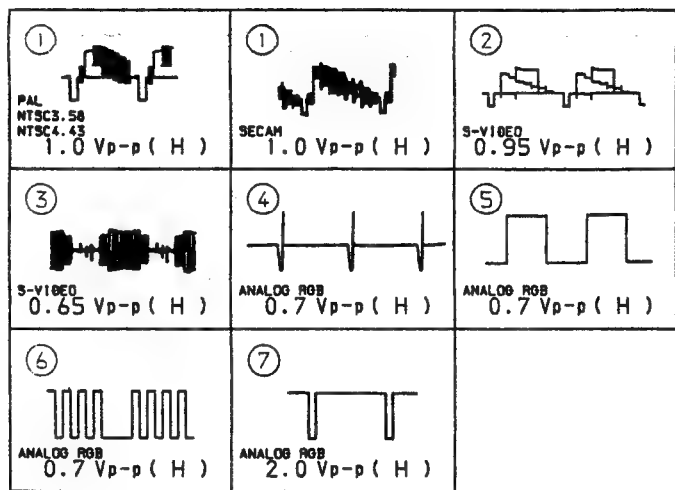 ①
PAL
NTSC3.58
NTSC4.43
1.0 Vp-p ( H )
①
SECAM
1.0 Vp-p ( H )
②
S-VIDEO
0.95 Vp-p ( H )
③
S-VIDEO
0.65 Vp-p ( H )
④
ANALOG RGB
0.7 Vp-p ( H )
⑤
ANALOG RGB
0.7 Vp-p ( H )
⑥
ANALOG RGB
0.7 Vp-p ( H )
⑦
ANALOG RGB
2.0 Vp-p ( H )